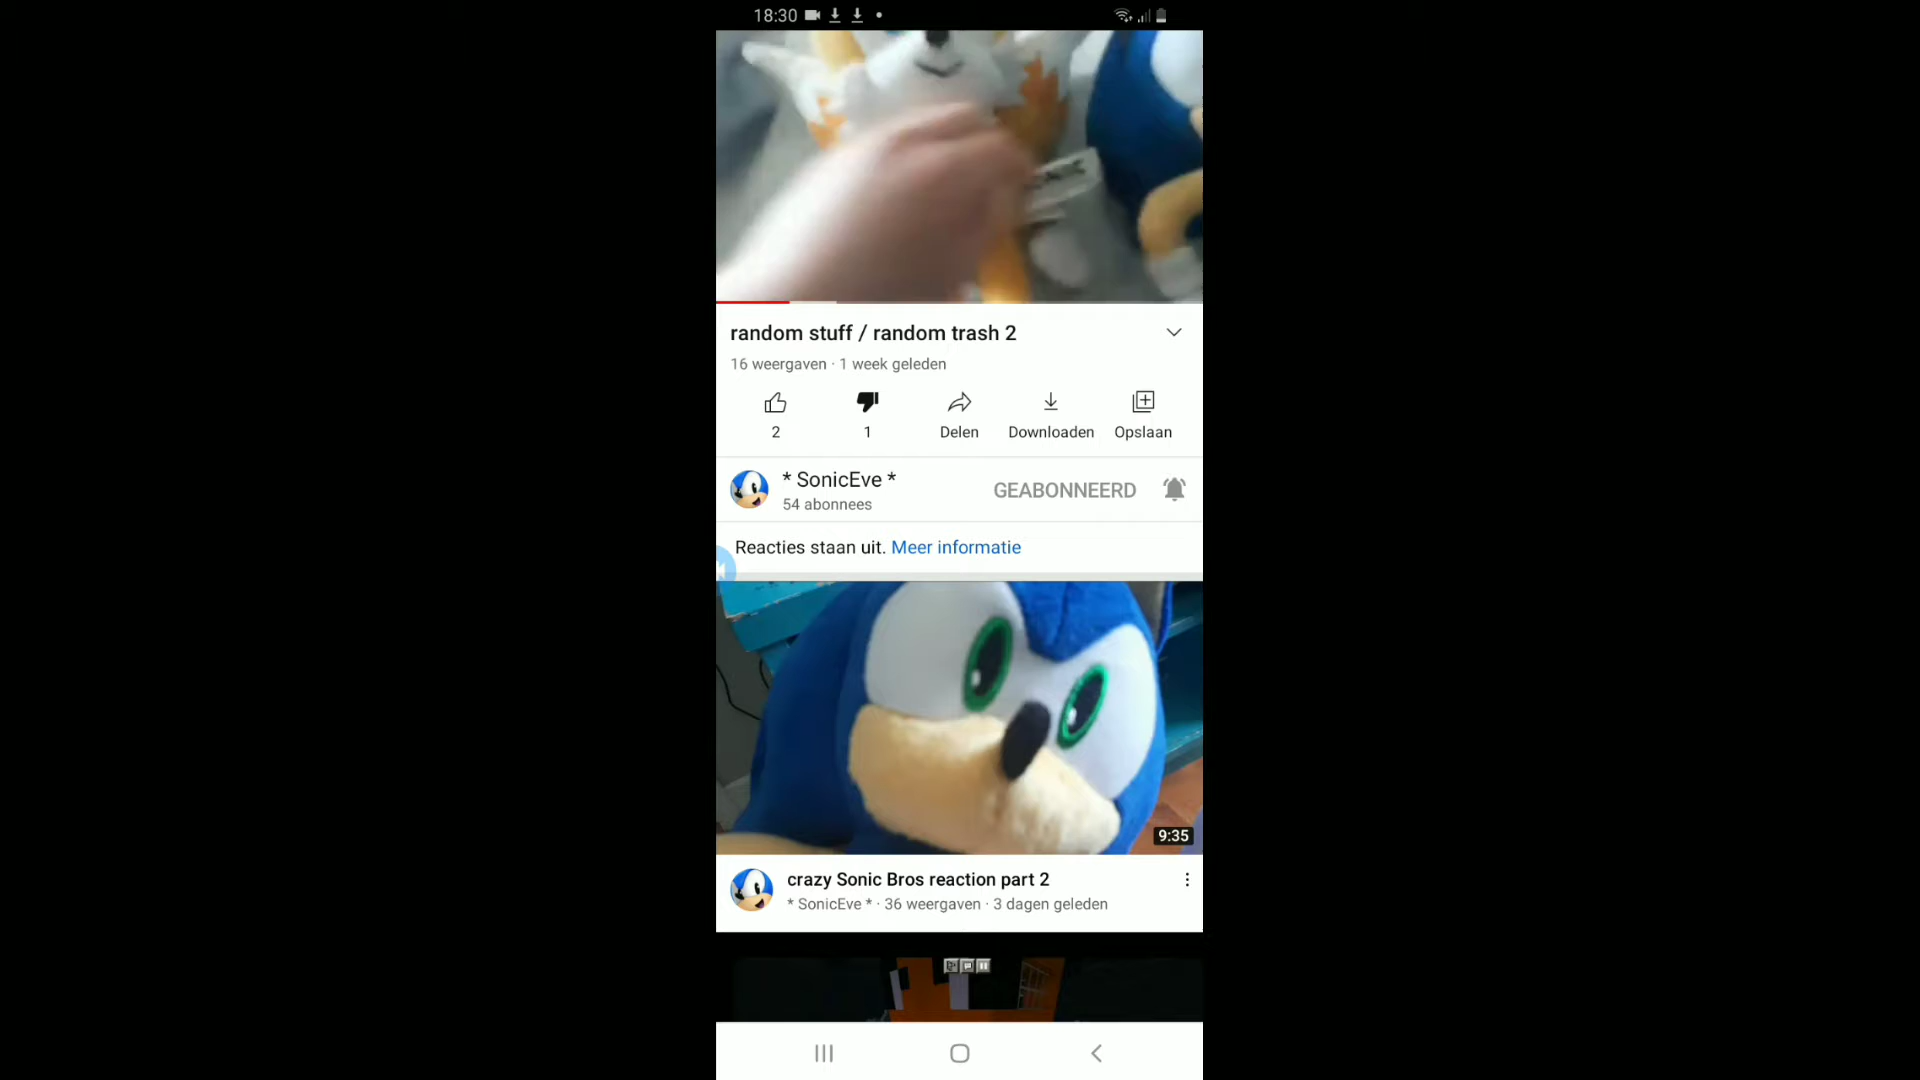 18:30
random stuff / random trash 2
16 weergaven · 1 week geleden
2
1
Delen
Downloaden
Opslaan
* SonicEve *
54 abonnees
GEABONNEERD
Reacties staan uit. Meer informatie
9:35
crazy Sonic Bros reaction part 2
* SonicEve * · 36 weergaven · 3 dagen geleden